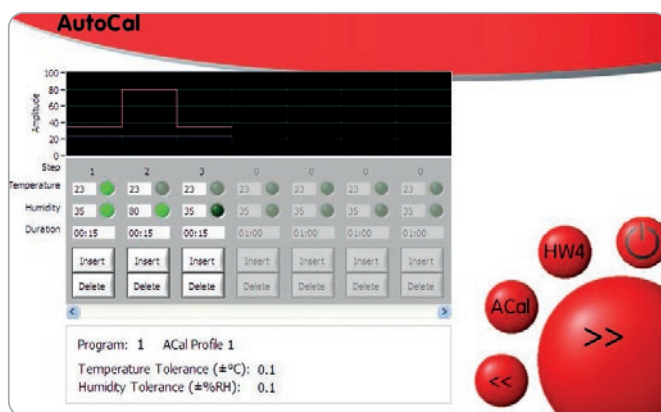 AutoCal
100
80
60
40
20
0
Amplitude
Step 1 2 3 0 0 0 0
Temperature 23 23 23 23 23 23 23
Humidity 35 80 35 35 35 35 35
Duration 00:15 00:15 00:15 01:00 01:00 01:00 01:00
Insert Insert Insert Insert Insert Insert Insert
Delete Delete Delete Delete Delete Delete Delete
Program: 1 ACal Profile 1
Temperature Tolerance (±ºC): 0.1
Humidity Tolerance (±%RH): 0.1
HW4
ACal
>>
<<